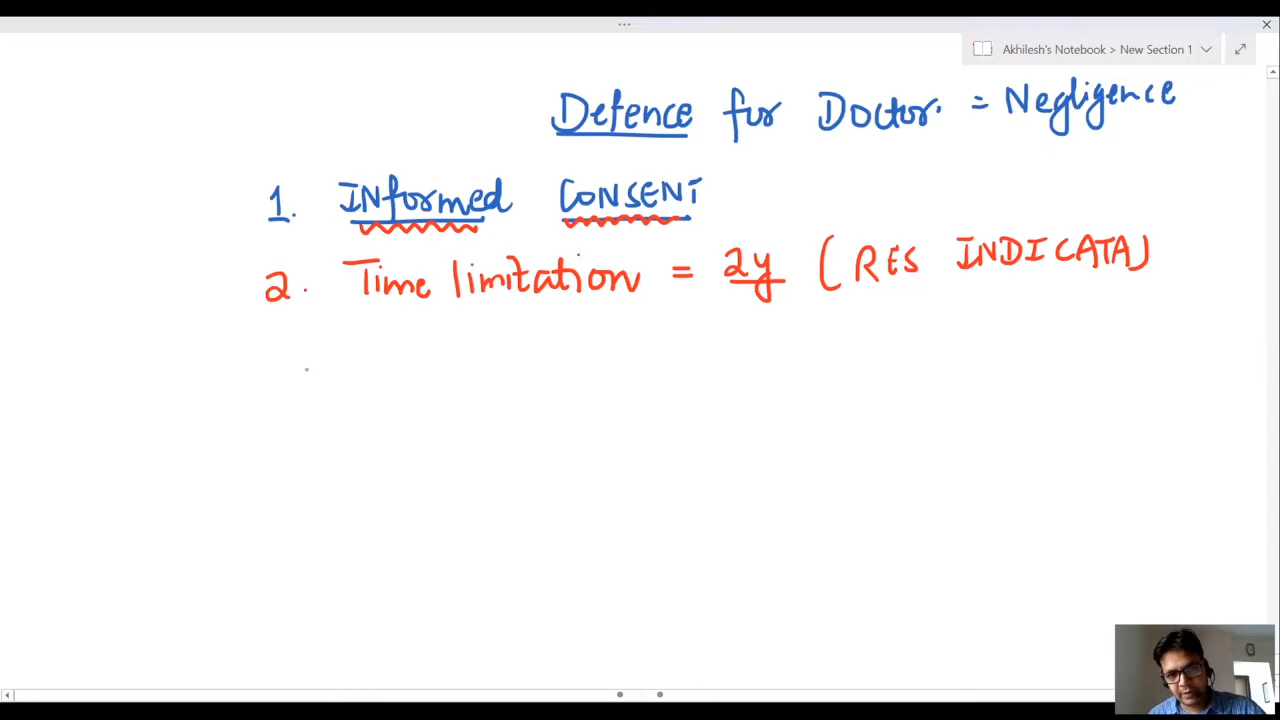 Akhilesh's Notebook > New Section 1
Defence for Doctor. = Negligence
1. INformed CONSENT
2. Time limitation = 2y (RES INDICATA)